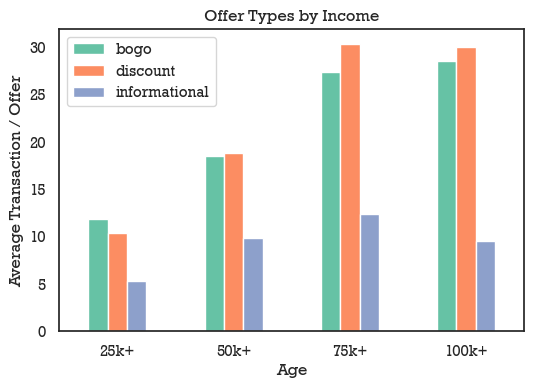 Offer Types by Income
bogo
discount
informational
Average Transaction / Offer
30
25
20
15
10
5
0
25k+
50k+
75k+
100k+
Age